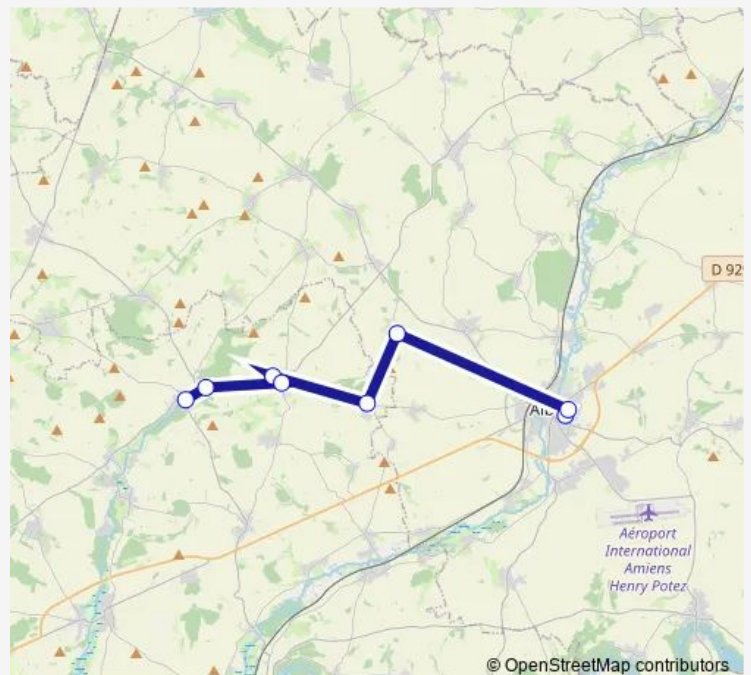 D 92
Aéroport
International
Amiens
Henry Potez
© OpenStreetMap contributors